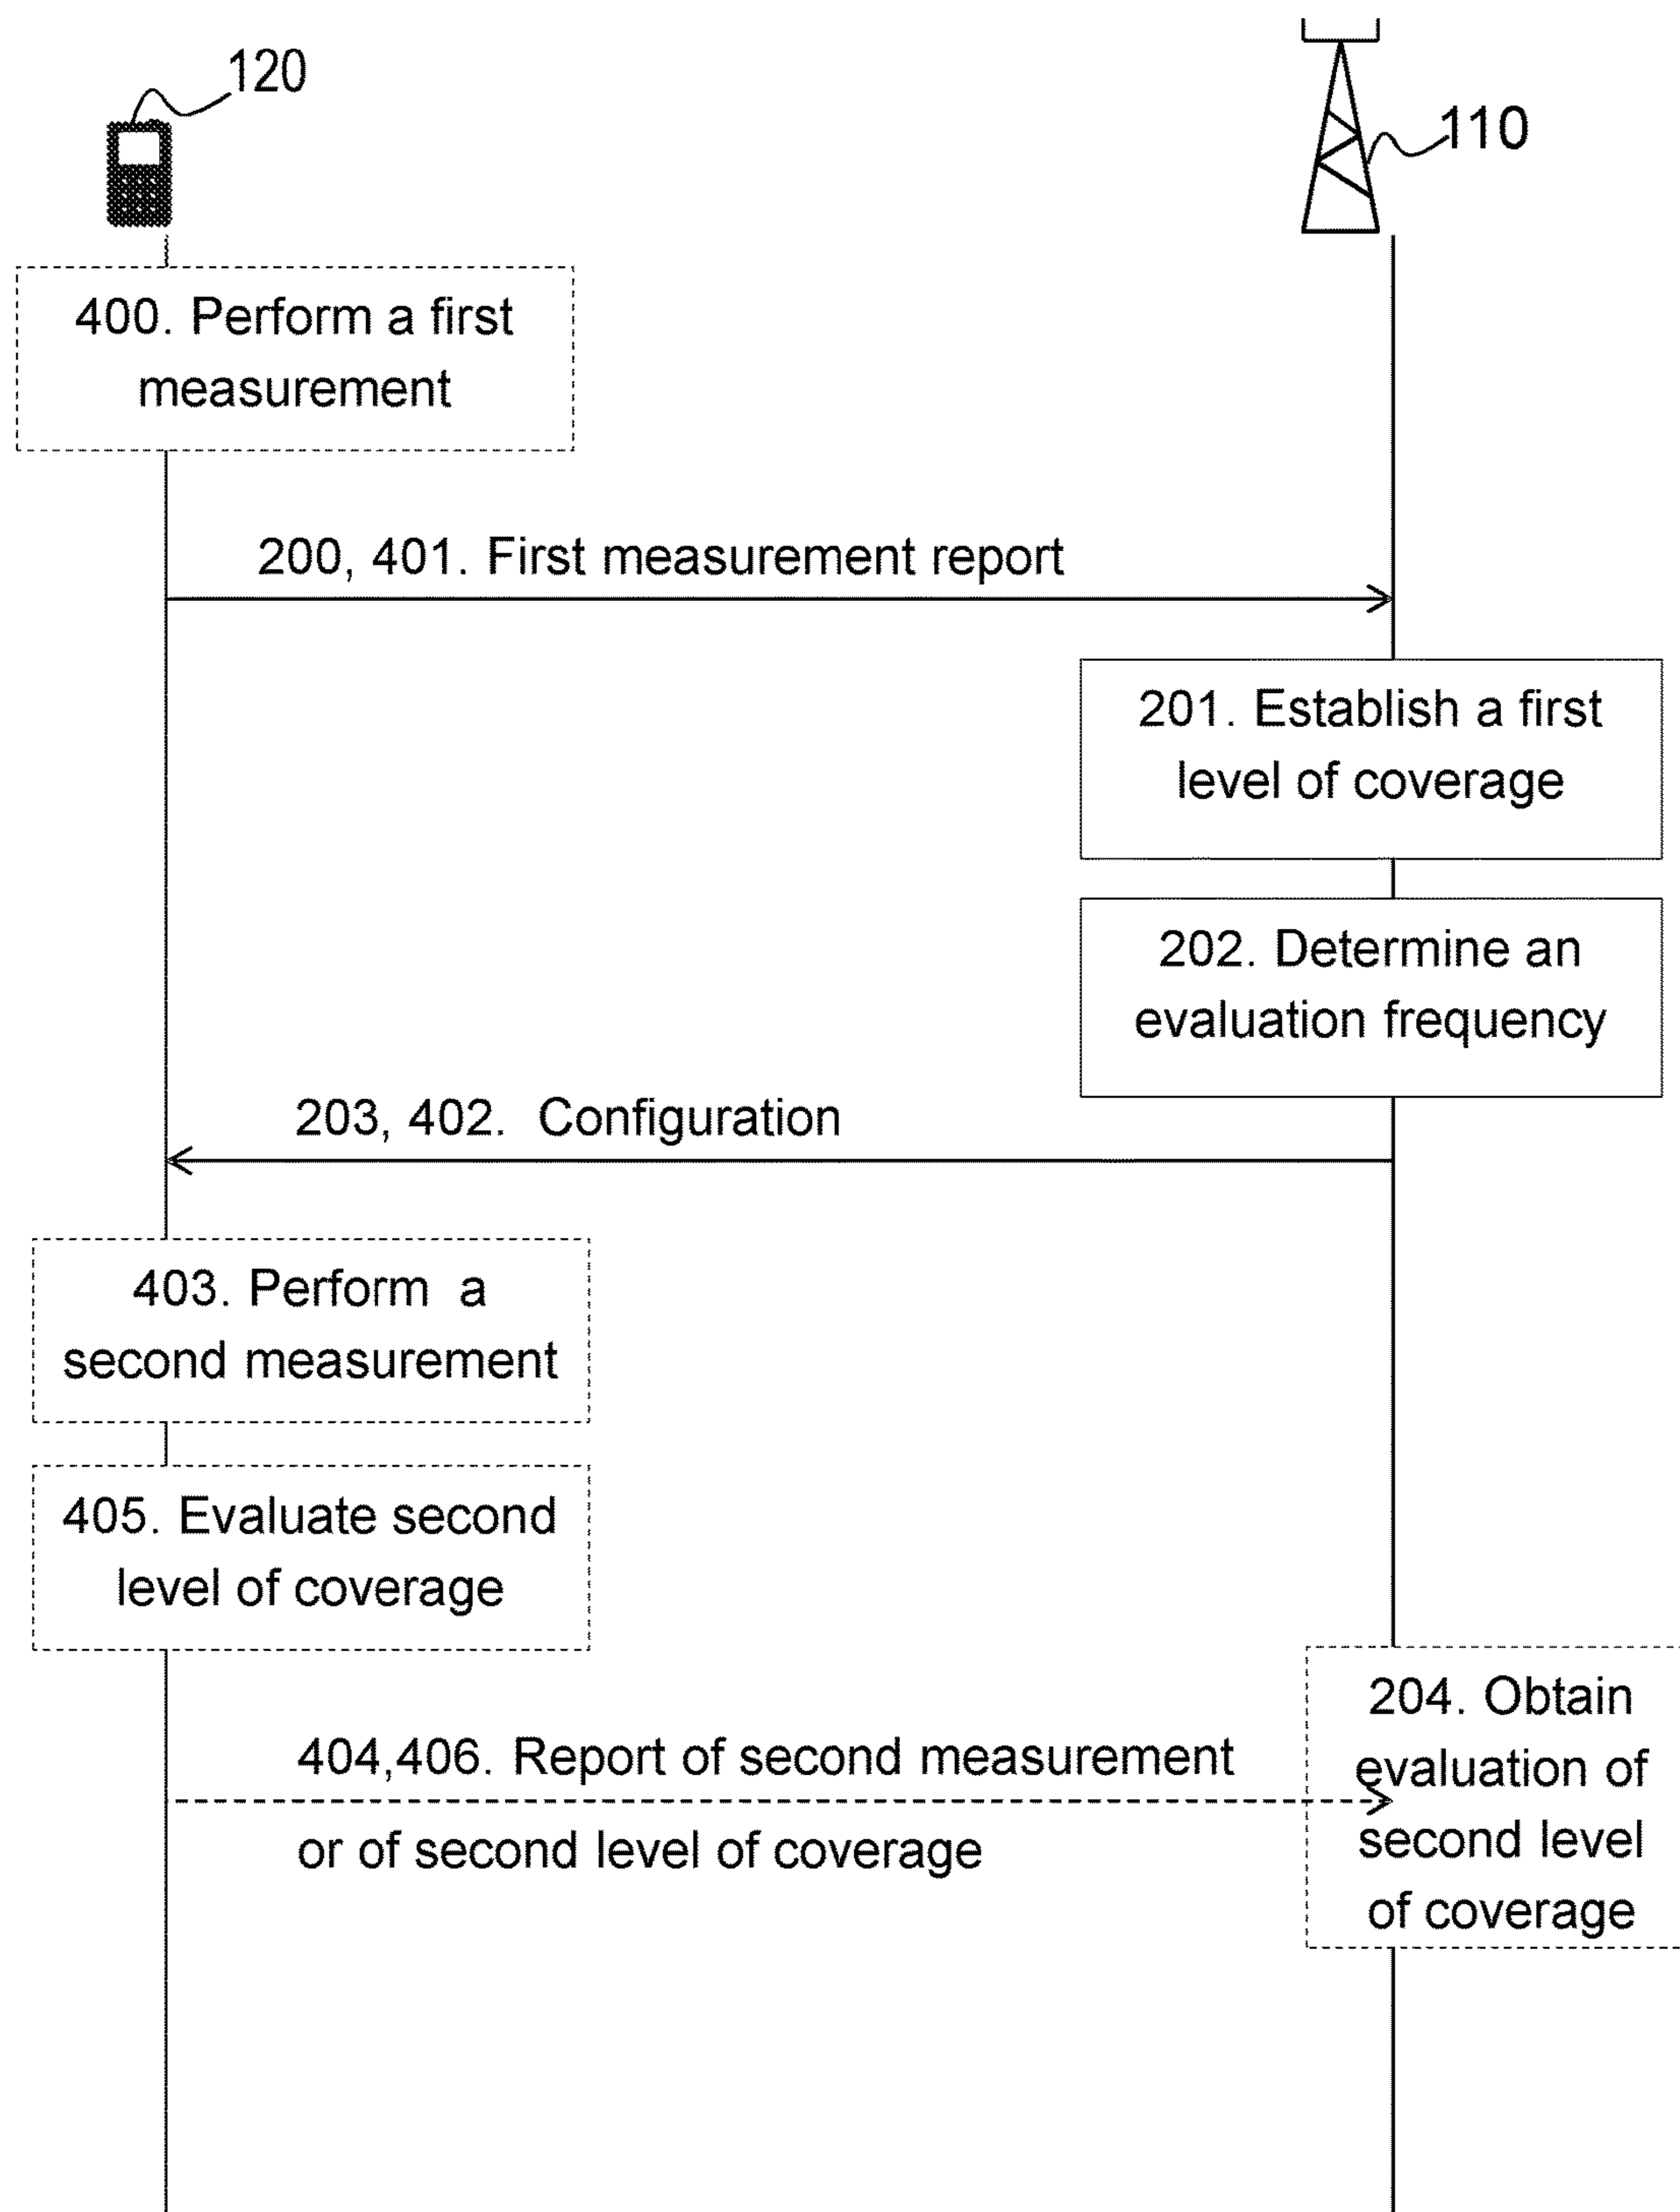 120
110
400. Perform a first
measurement
200, 401. First measurement report
201. Establish a first
level of coverage
202. Determine an
evaluation frequency
203, 402. Configuration
403. Perform a
second measurement
405. Evaluate second
level of coverage
204. Obtain
evaluation of
second level
of coverage
404,406. Report of second measurement
or of second level of coverage